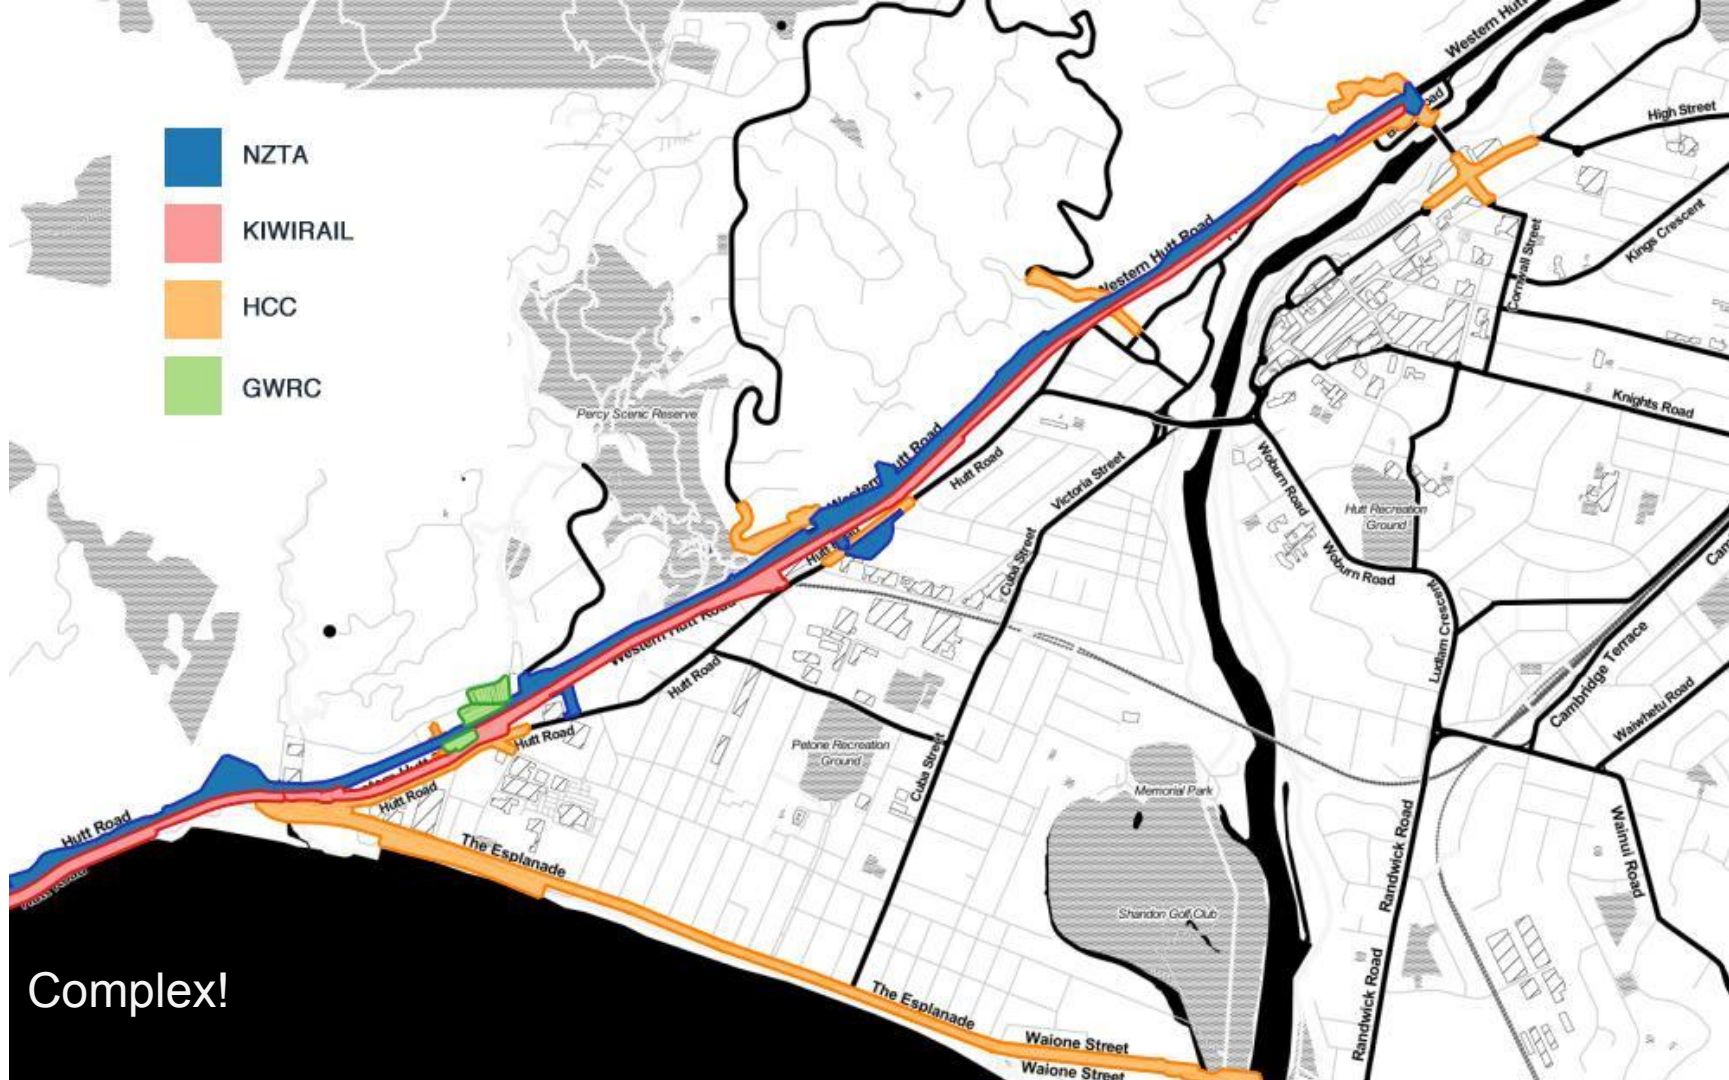 Western Hutt
Road
High Street
NZTA
KIWIRAIL
HCC
GWRC
Kings Crescent
Western Hutt Road
Cornwall Street
Percy Scenic Reserve
Knights Road
Western Hutt Road
Hutt Road
Victoria Street
Woburn Road
Hutt Recreation
Ground
Hutt Road
Cuba Street
Woburn Road
Ludlam Crescent
Western Hutt Road
Hutt Road
Cambridge Terrace
Waiwhetu Road
Hutt Road
Petone Recreation
Ground
Cuba Street
Memorial Park
Hutt Road
Hutt Road
The Esplanade
Randwick Road
Wainui Road
Shandon Golf Club
Complex!
The Esplanade
Randwick Road
Waione Street
Waione Street